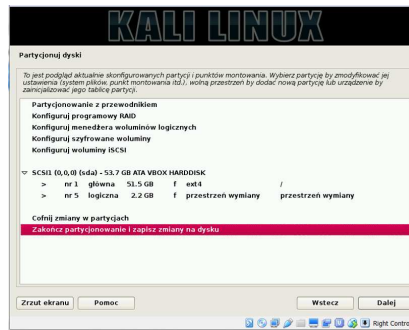 KALI LINUX
Partycjonuj dyski
To jest podgląd aktualnie skonfigurowanych partycji i punktów montowania. Wybierz partycję by zmodyfikować jej
ustawienia (system plików, punkt montowania itd.), wolną przestrzeń by dodać nową partycję lub urządzenie by
zainicjalizować jego tablicę partycji.
Partycjonowanie z przewodnikiem
Konfiguruj programowy RAID
Konfiguruj menedżera woluminów logicznych
Konfiguruj szyfrowane woluminy
Konfiguruj woluminy iSCSI
SCSI1 (0,0,0) (sda) - 53.7 GB ATA VBOX HARDDISK
> nr 1 główna 51.5 GB f ext4 /
> nr 5 logiczna 2.2 GB f przestrzeń wymiany przestrzeń wymiany
Cofnij zmiany w partycjach
Zakończ partycjonowanie i zapisz zmiany na dysku
Zrzut ekranu Pomoc Wstecz Dalej
Right Contro